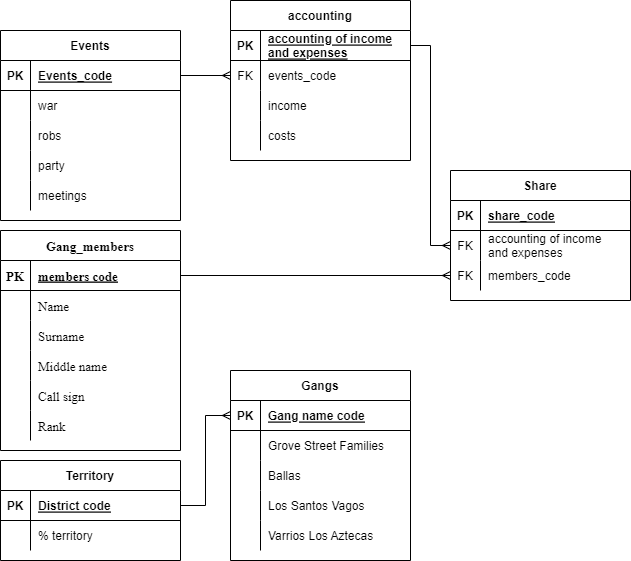 Events
PK Events_code
war
robs
party
meetings
accounting
PK accounting of income
and expenses
FK events_code
income
costs
Share
PK share_code
FK accounting of income
and expenses
FK members_code
Gang_members
PK members code
Name
Surname
Middle name
Call sign
Rank
Gangs
PK Gang name code
Grove Street Families
Ballas
Los Santos Vagos
Varrios Los Aztecas
Territory
PK District code
% territory